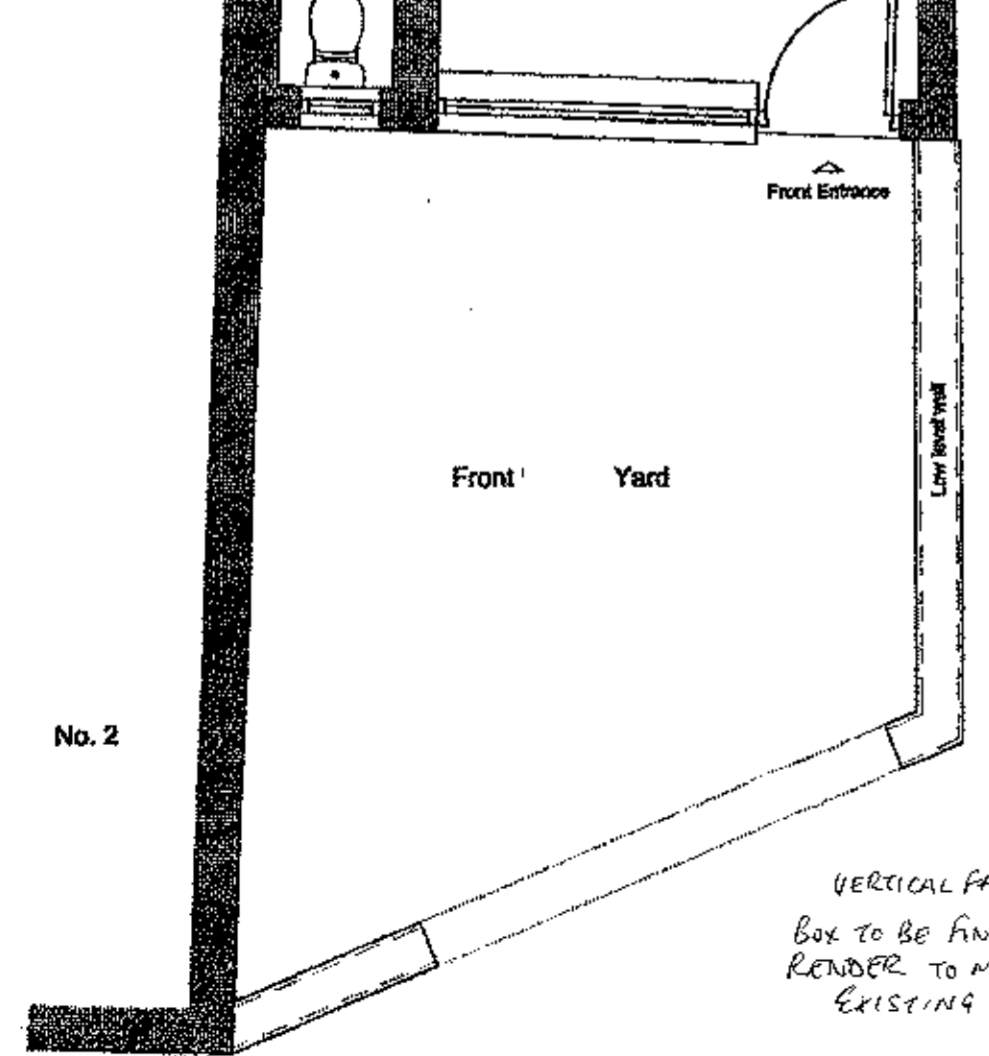 Front Entrance
Low level wall
Front Yard
No. 2
VERTICAL
BOX TO BE
RENDER TO
EXISTING